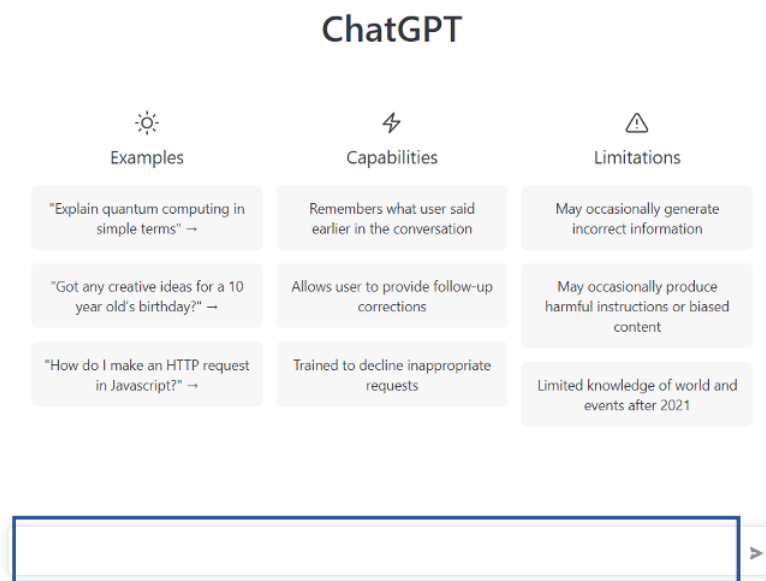 ChatGPT
Examples
"Explain quantum computing in
simple terms" →
"Got any creative ideas for a 10
year old's birthday?" →
"How do I make an HTTP request
in Javascript?" →
Capabilities
Remembers what user said
earlier in the conversation
Allows user to provide follow-up
corrections
Trained to decline inappropriate
requests
Limitations
May occasionally generate
incorrect information
May occasionally produce
harmful instructions or biased
content
Limited knowledge of world and
events after 2021